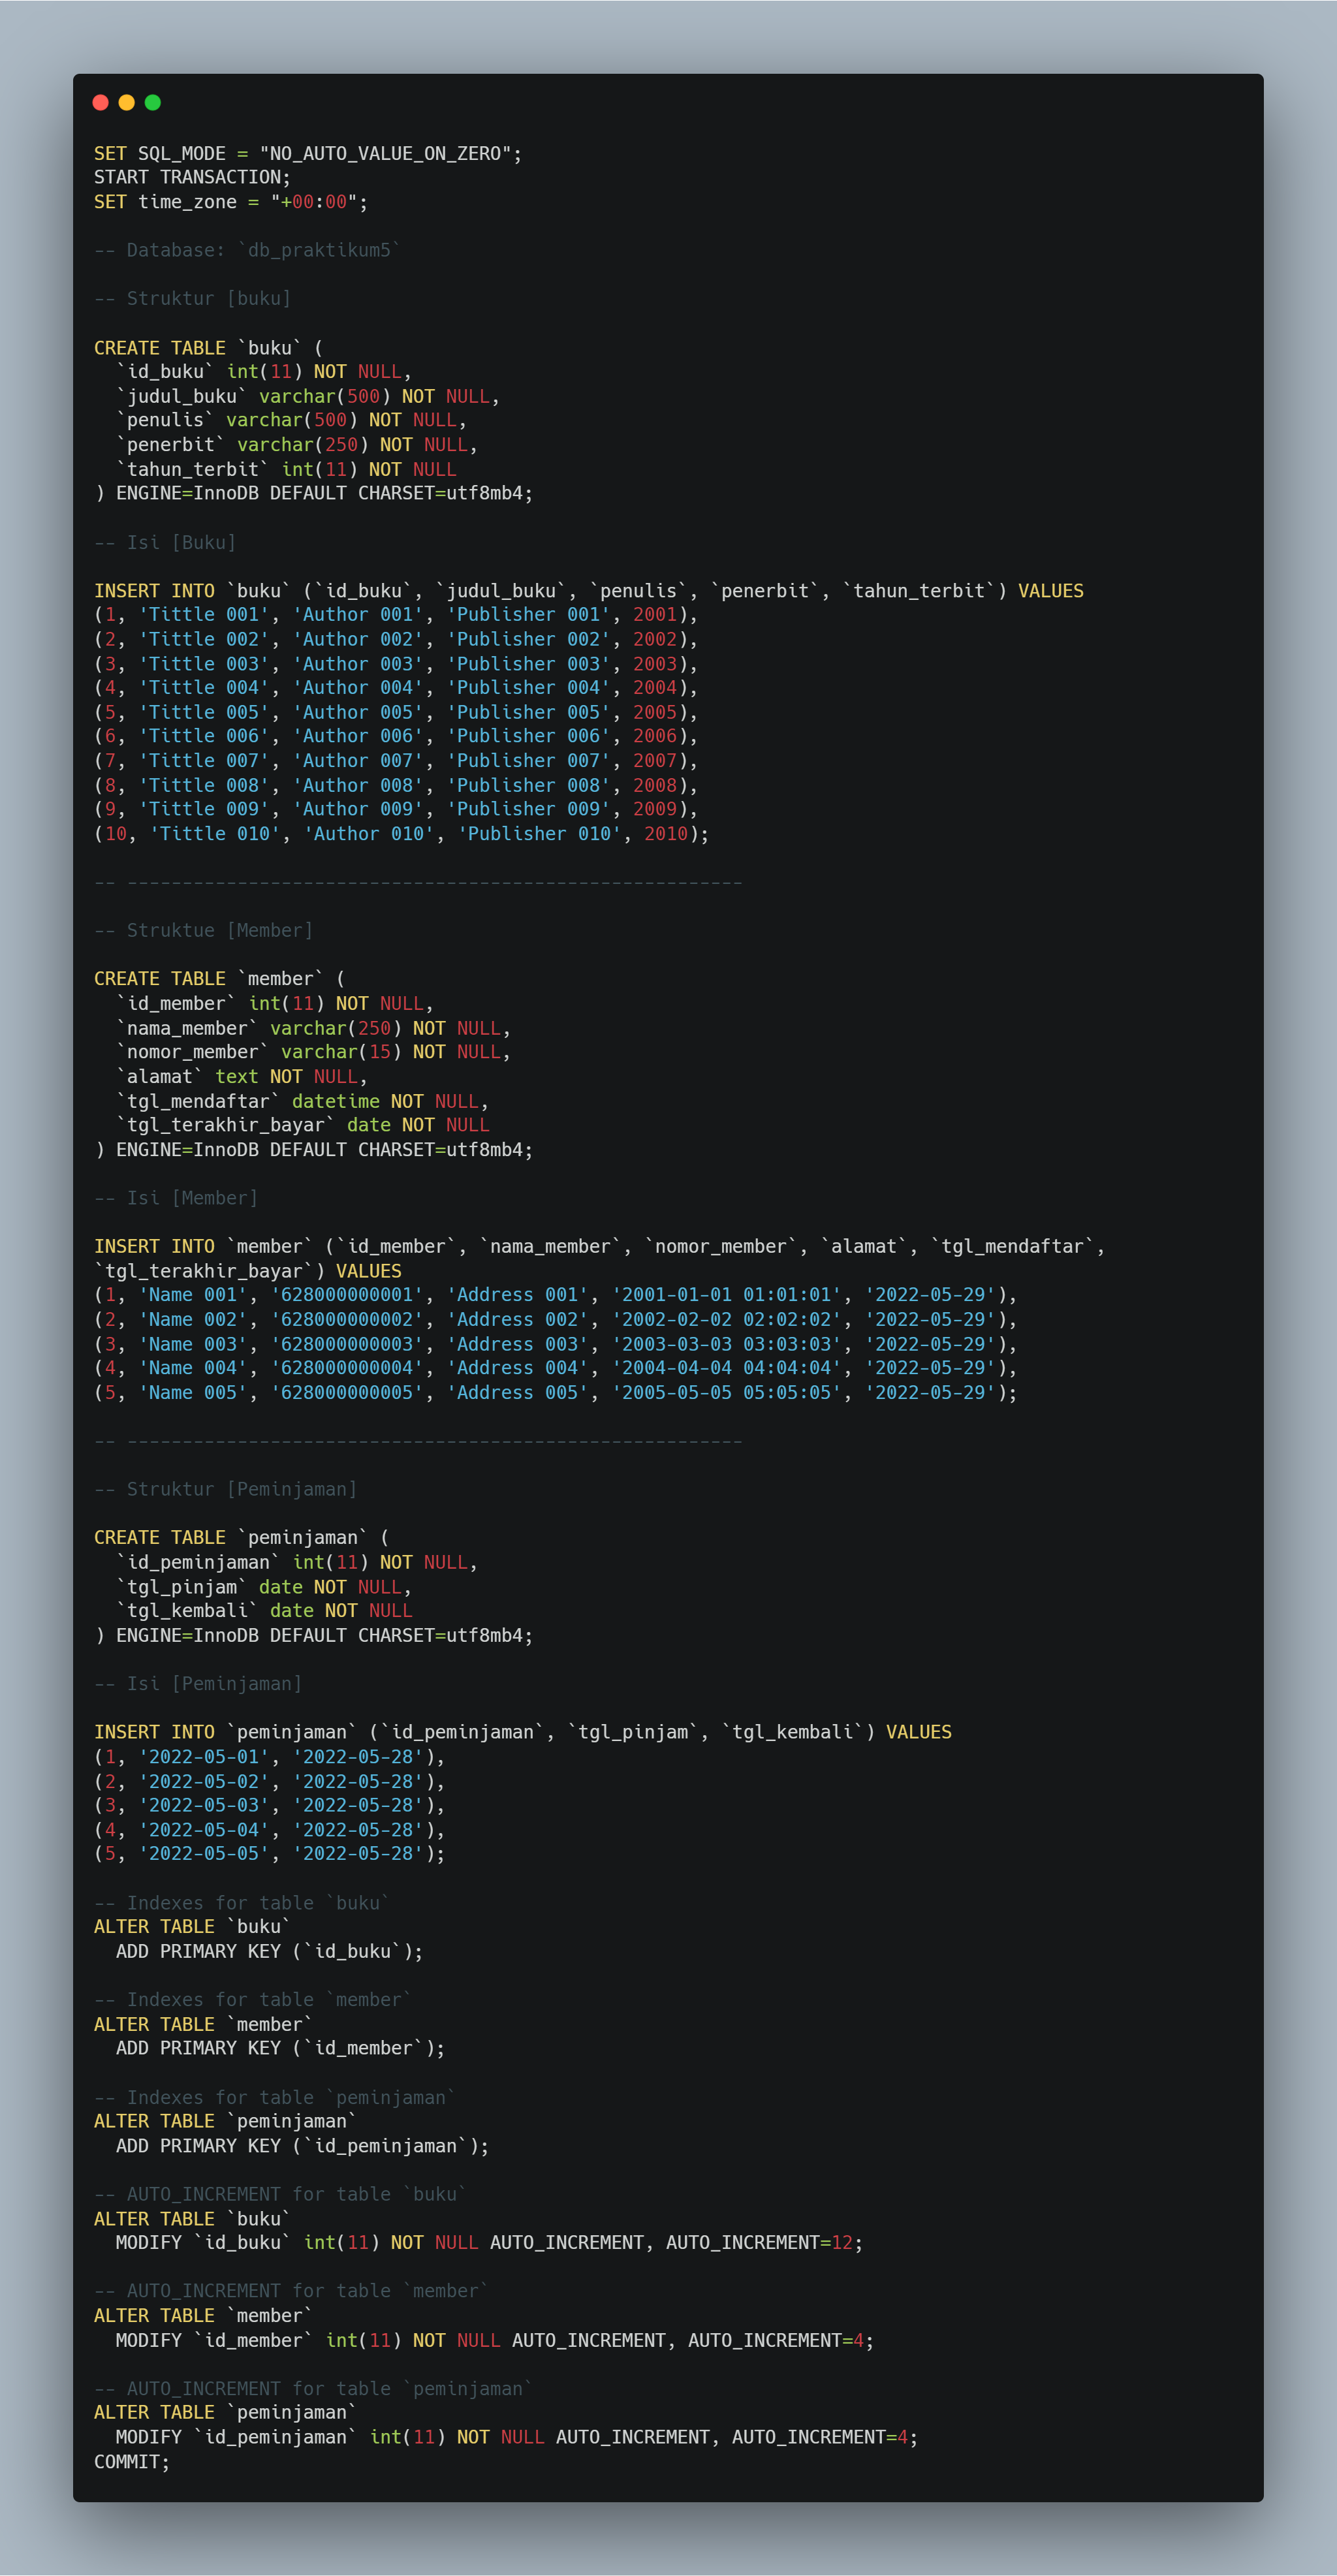 SET SQL_MODE = "NO_AUTO_VALUE_ON_ZERO";
START TRANSACTION;
SET time_zone = "+00:00";
-- Database: `db_praktikum5`
-- Struktur [buku]
CREATE TABLE `buku` (
  `id_buku` int(11) NOT NULL,
  `judul_buku` varchar(500) NOT NULL,
  `penulis` varchar(500) NOT NULL,
  `penerbit` varchar(250) NOT NULL,
  `tahun_terbit` int(11) NOT NULL
) ENGINE=InnoDB DEFAULT CHARSET=utf8mb4;
-- Isi [Buku]
INSERT INTO `buku` (`id_buku`, `judul_buku`, `penulis`, `penerbit`, `tahun_terbit`) VALUES
(1, 'Tittle 001', 'Author 001', 'Publisher 001', 2001),
(2, 'Tittle 002', 'Author 002', 'Publisher 002', 2002),
(3, 'Tittle 003', 'Author 003', 'Publisher 003', 2003),
(4, 'Tittle 004', 'Author 004', 'Publisher 004', 2004),
(5, 'Tittle 005', 'Author 005', 'Publisher 005', 2005),
(6, 'Tittle 006', 'Author 006', 'Publisher 006', 2006),
(7, 'Tittle 007', 'Author 007', 'Publisher 007', 2007),
(8, 'Tittle 008', 'Author 008', 'Publisher 008', 2008),
(9, 'Tittle 009', 'Author 009', 'Publisher 009', 2009),
(10, 'Tittle 010', 'Author 010', 'Publisher 010', 2010);
-- --------------------------------------------------------
-- Struktue [Member]
CREATE TABLE `member` (
  `id_member` int(11) NOT NULL,
  `nama_member` varchar(250) NOT NULL,
  `nomor_member` varchar(15) NOT NULL,
  `alamat` text NOT NULL,
  `tgl_mendaftar` datetime NOT NULL,
  `tgl_terakhir_bayar` date NOT NULL
) ENGINE=InnoDB DEFAULT CHARSET=utf8mb4;
-- Isi [Member]
INSERT INTO `member` (`id_member`, `nama_member`, `nomor_member`, `alamat`, `tgl_mendaftar`,
`tgl_terakhir_bayar`) VALUES
(1, 'Name 001', '628000000001', 'Address 001', '2001-01-01 01:01:01', '2022-05-29'),
(2, 'Name 002', '628000000002', 'Address 002', '2002-02-02 02:02:02', '2022-05-29'),
(3, 'Name 003', '628000000003', 'Address 003', '2003-03-03 03:03:03', '2022-05-29'),
(4, 'Name 004', '628000000004', 'Address 004', '2004-04-04 04:04:04', '2022-05-29'),
(5, 'Name 005', '628000000005', 'Address 005', '2005-05-05 05:05:05', '2022-05-29');
-- --------------------------------------------------------
-- Struktur [Peminjaman]
CREATE TABLE `peminjaman` (
  `id_peminjaman` int(11) NOT NULL,
  `tgl_pinjam` date NOT NULL,
  `tgl_kembali` date NOT NULL
) ENGINE=InnoDB DEFAULT CHARSET=utf8mb4;
-- Isi [Peminjaman]
INSERT INTO `peminjaman` (`id_peminjaman`, `tgl_pinjam`, `tgl_kembali`) VALUES
(1, '2022-05-01', '2022-05-28'),
(2, '2022-05-02', '2022-05-28'),
(3, '2022-05-03', '2022-05-28'),
(4, '2022-05-04', '2022-05-28'),
(5, '2022-05-05', '2022-05-28');
-- Indexes for table `buku`
ALTER TABLE `buku`
  ADD PRIMARY KEY (`id_buku`);
-- Indexes for table `member`
ALTER TABLE `member`
  ADD PRIMARY KEY (`id_member`);
-- Indexes for table `peminjaman`
ALTER TABLE `peminjaman`
  ADD PRIMARY KEY (`id_peminjaman`);
-- AUTO_INCREMENT for table `buku`
ALTER TABLE `buku`
  MODIFY `id_buku` int(11) NOT NULL AUTO_INCREMENT, AUTO_INCREMENT=12;
-- AUTO_INCREMENT for table `member`
ALTER TABLE `member`
  MODIFY `id_member` int(11) NOT NULL AUTO_INCREMENT, AUTO_INCREMENT=4;
-- AUTO_INCREMENT for table `peminjaman`
ALTER TABLE `peminjaman`
  MODIFY `id_peminjaman` int(11) NOT NULL AUTO_INCREMENT, AUTO_INCREMENT=4;
COMMIT;